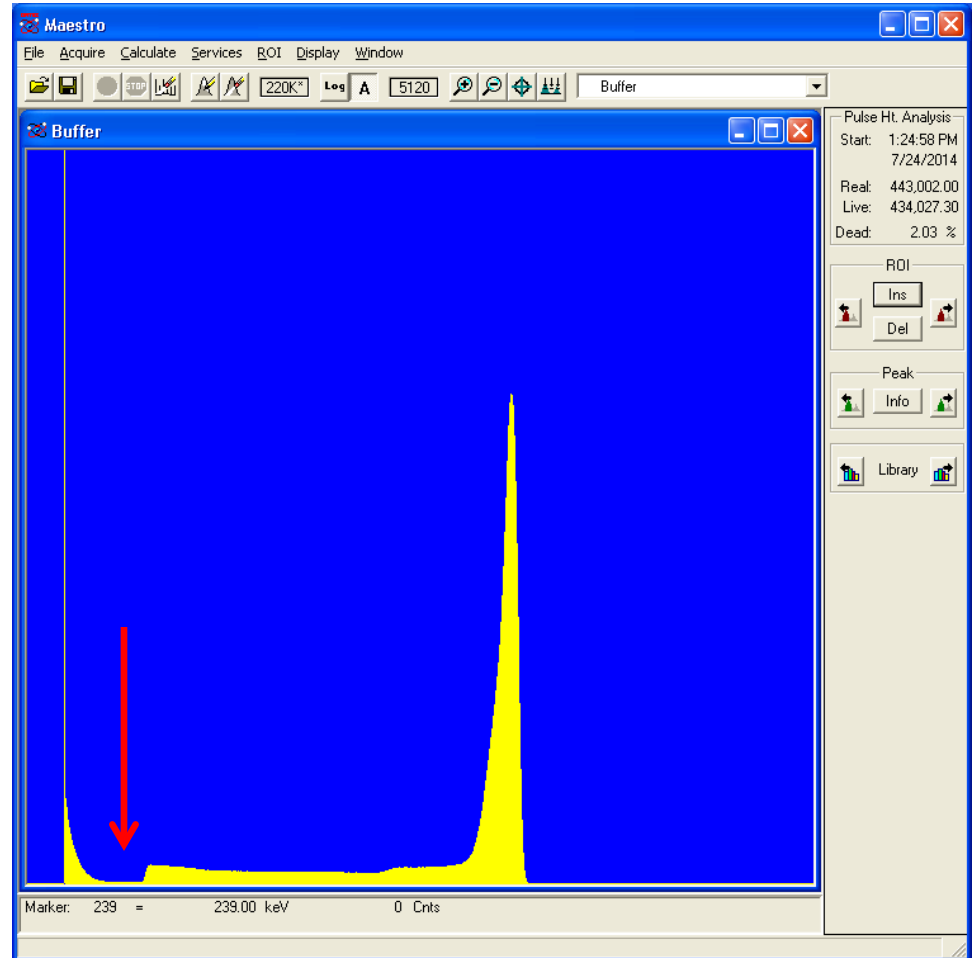 Maestro
File Acquire Calculate Services ROI Display Window
STOP 220K* Log A 5120 Buffer
Buffer
Pulse Ht. Analysis
Start: 1:24:58 PM
7/24/2014
Real: 443,002.00
Live: 434,027.30
Dead: 2.03 %
ROI
Ins
Del
Peak
Info
Library
Marker: 239 = 239.00 keV 0 Cnts